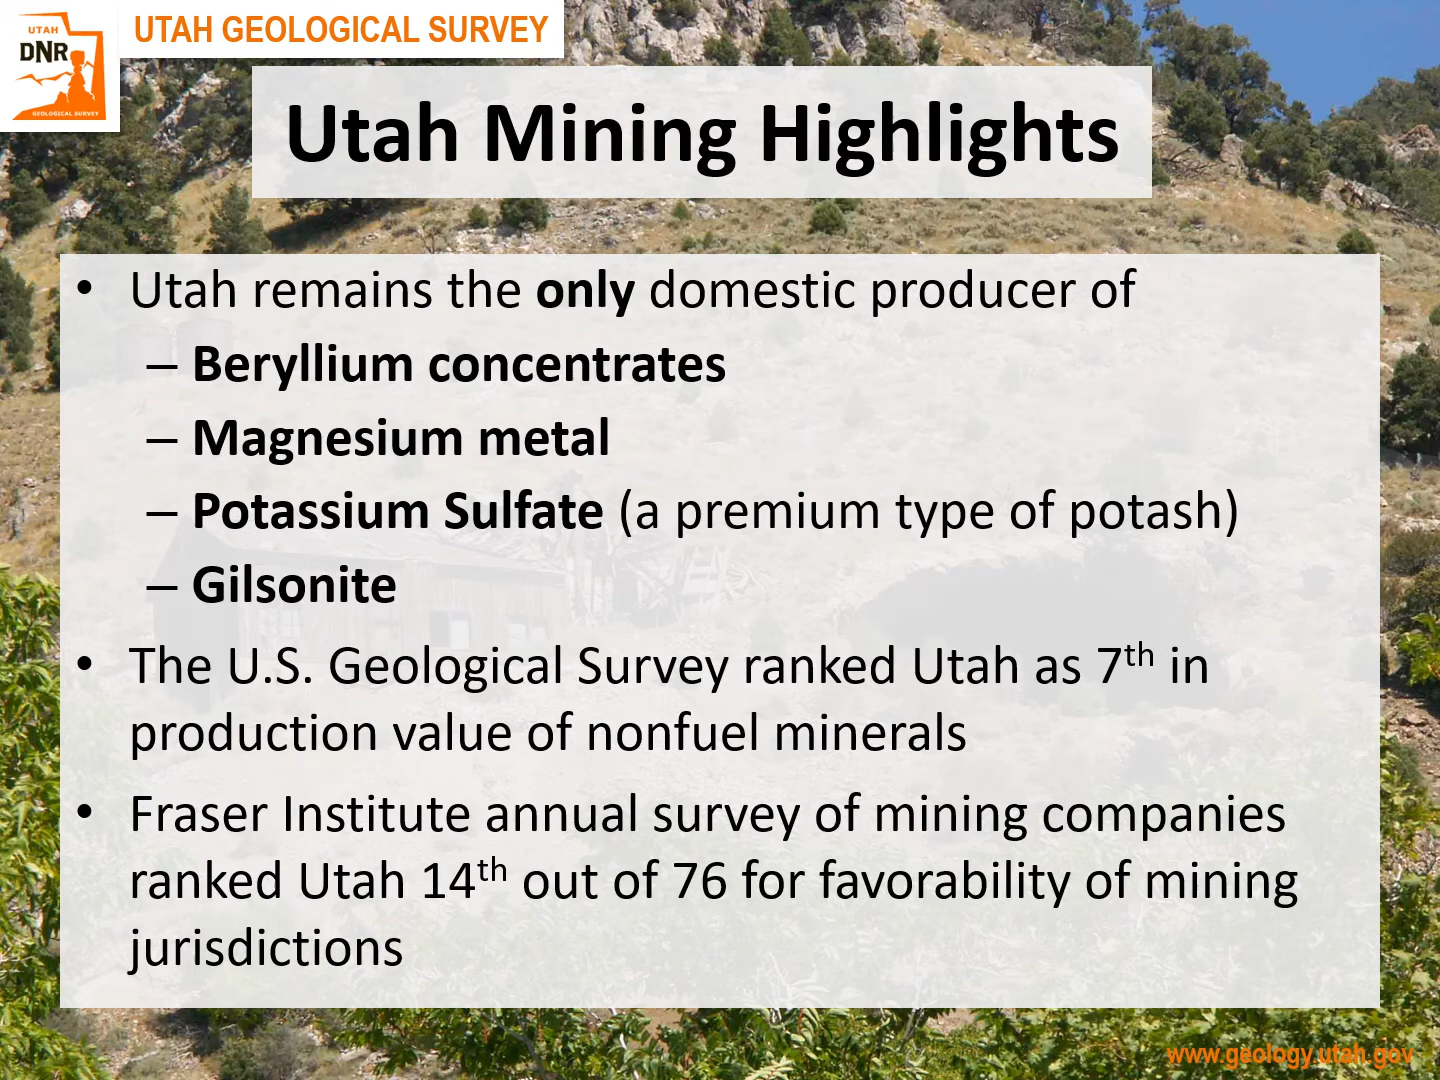 UTAH
DNR
GEOLOGICAL SURVEY
UTAH GEOLOGICAL SURVEY
Utah Mining Highlights
• Utah remains the only domestic producer of
– Beryllium concentrates
– Magnesium metal
– Potassium Sulfate (a premium type of potash)
– Gilsonite
• The U.S. Geological Survey ranked Utah as 7th in
production value of nonfuel minerals
• Fraser Institute annual survey of mining companies
ranked Utah 14th out of 76 for favorability of mining
jurisdictions
www.geology.utah.gov